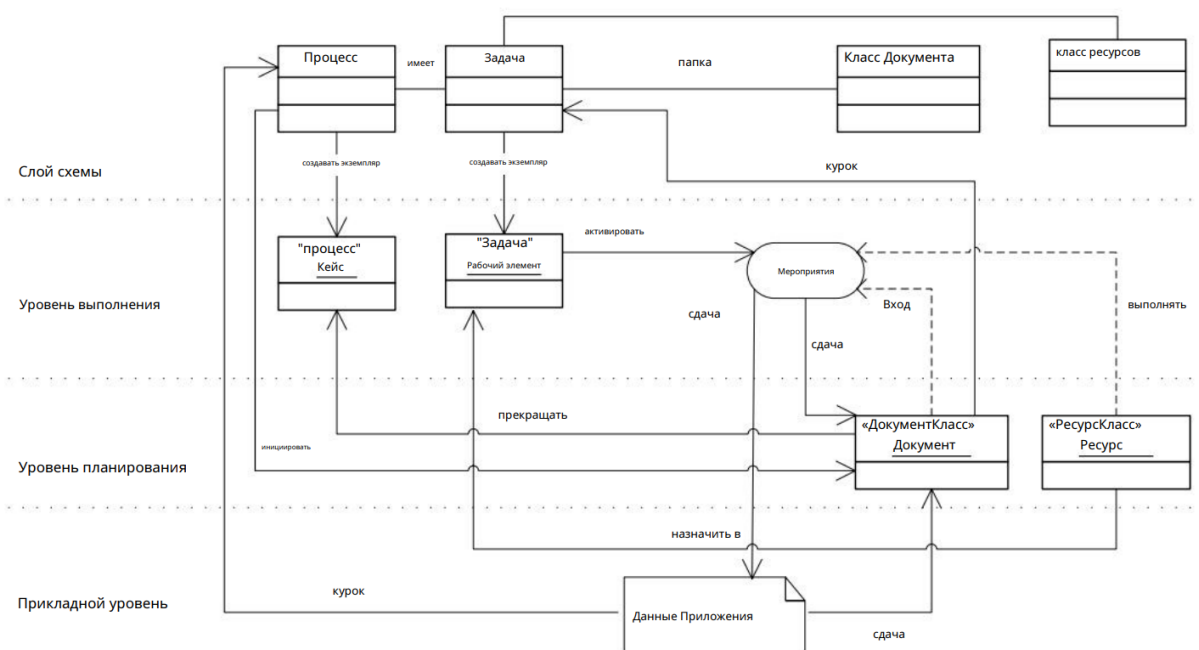 Процесс
имеет
Задача
папка
Класс Документа
класс ресурсов
создавать экземпляр
создавать экземпляр
курок
Слой схемы
"процесс"
Кейс
"Задача"
Рабочий элемент
активировать
Мероприятия
Вход
выполнять
Уровень выполнения
сдача
сдача
прекращать
«ДокументКласс»
Документ
«РесурсКласс»
Ресурс
инициировать
Уровень планирования
назначить в
курок
Прикладной уровень
Данные Приложения
сдача